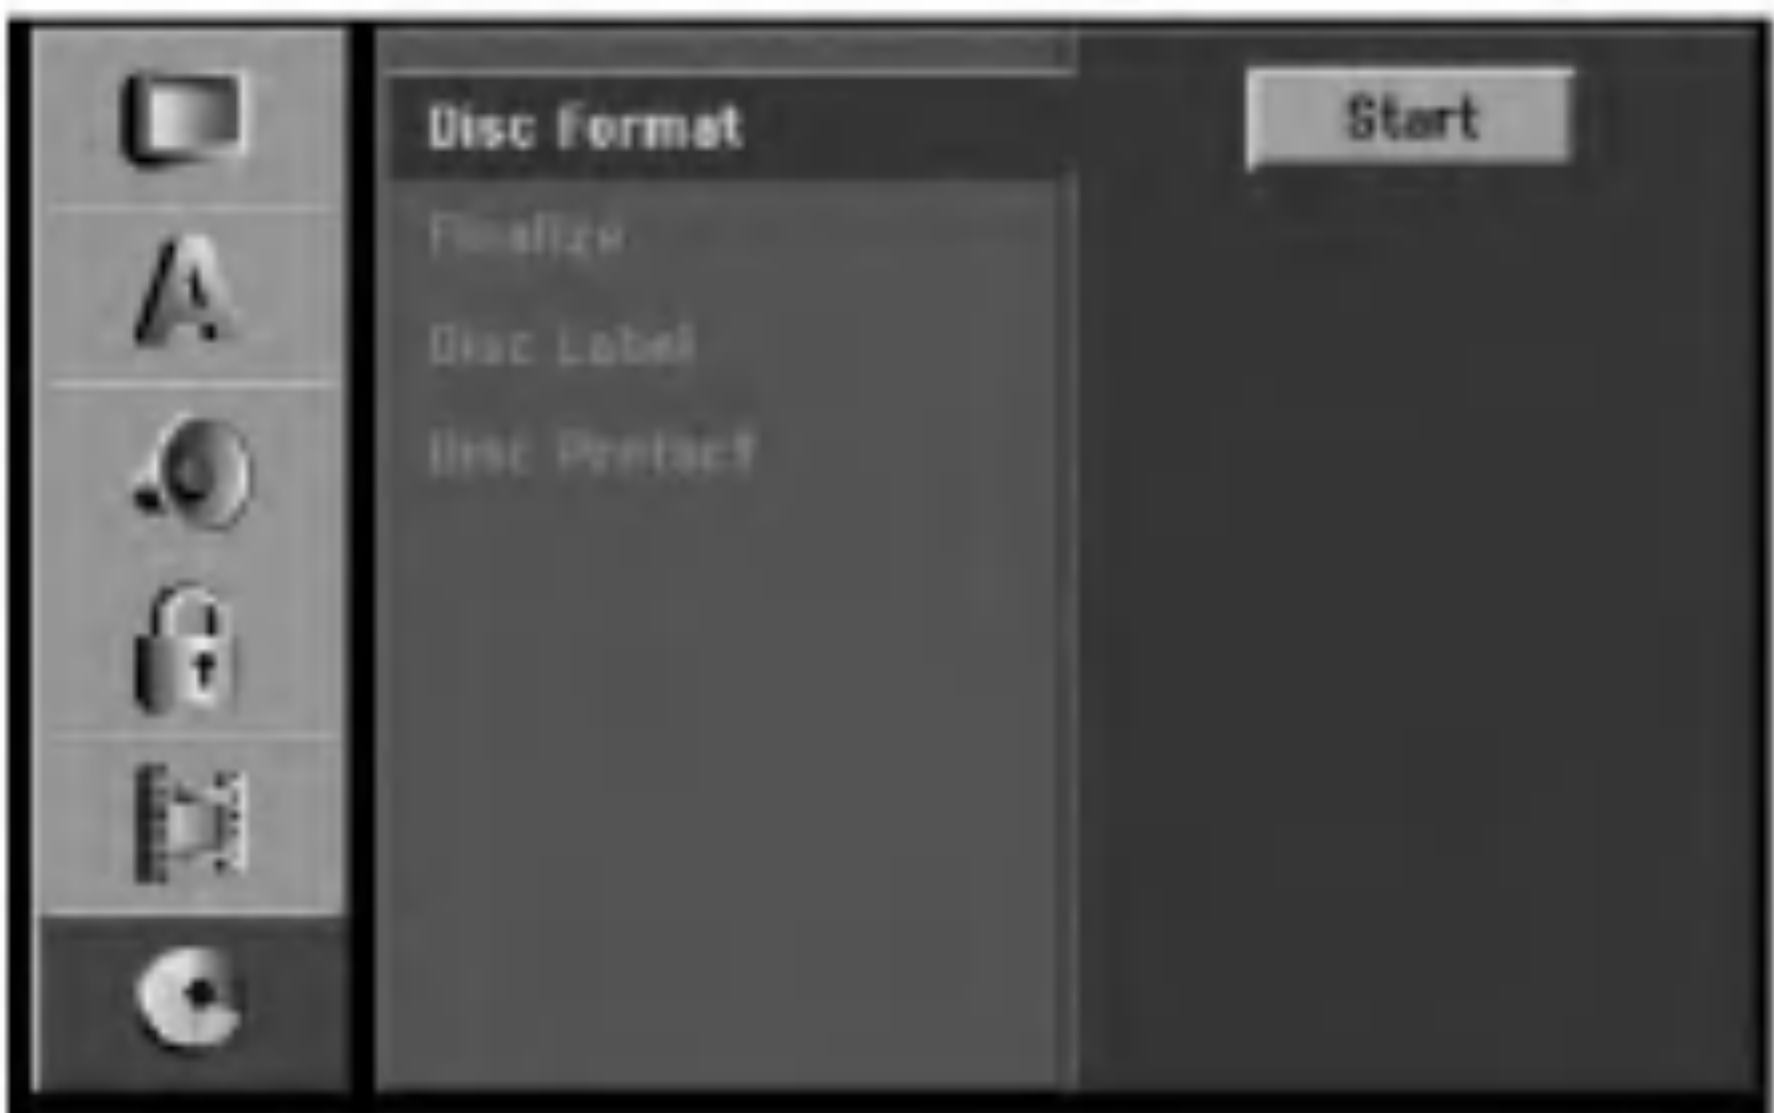 Disc Format
Start
Finalize
Disc Label
Disc Protect